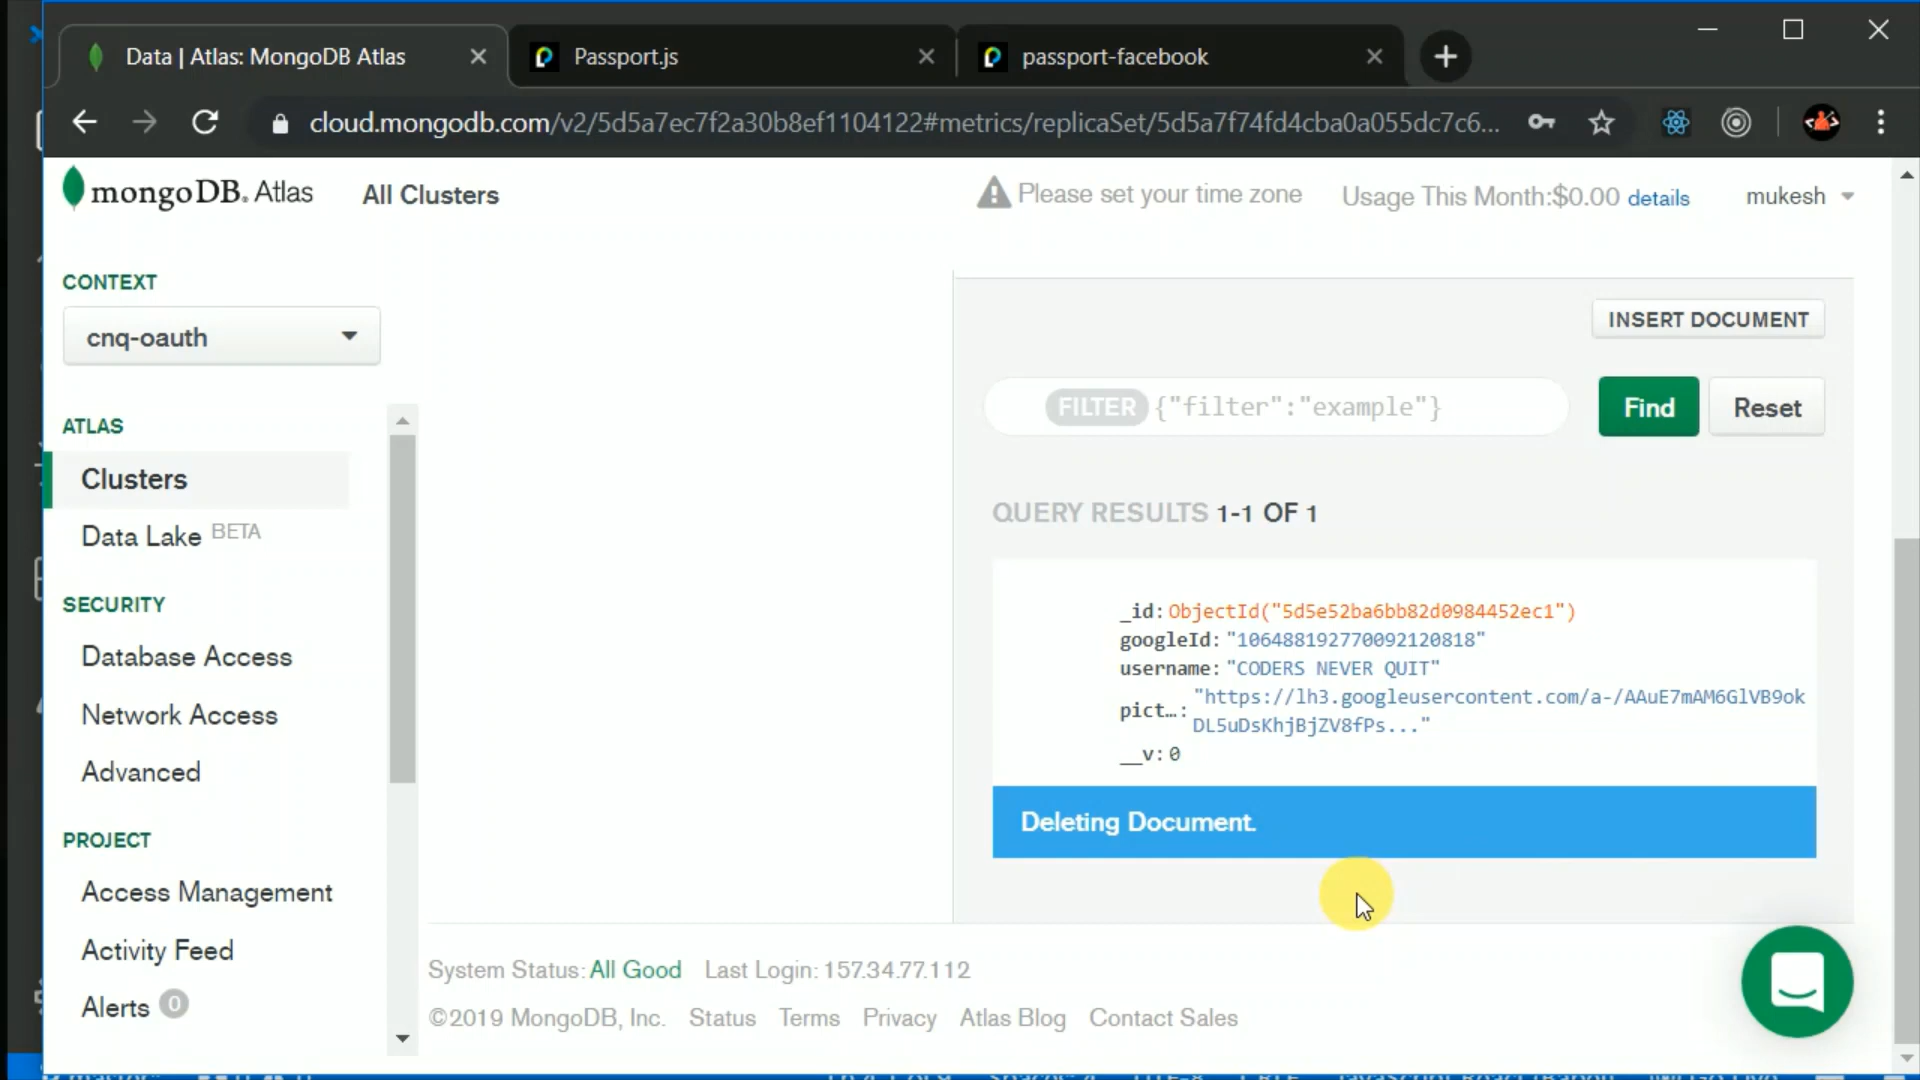 Data | Atlas: MongoDB Atlas
Passport.js
passport-facebook
cloud.mongodb.com/v2/5d5a7ec7f2a30b8ef1104122#metrics/replicaSet/5d5a7f74fd4cba0a055dc7c6...
mongoDB. Atlas
All Clusters
Please set your time zone
Usage This Month:$0.00 details
mukesh
CONTEXT
cnq-oauth
ATLAS
Clusters
Data Lake BETA
SECURITY
Database Access
Network Access
Advanced
PROJECT
Access Management
Activity Feed
Alerts 0
INSERT DOCUMENT
FILTER {"filter":"example"}
Find
Reset
QUERY RESULTS 1-1 OF 1
_id: ObjectId("5d5e52ba6bb82d0984452ec1")
googleId: "106488192770092120818"
username: "CODERS NEVER QUIT"
pict…: "https://lh3.googleusercontent.com/a-/AAuE7mAM6GlVB9ok
DL5uDsKhjBjZV8fPs..."
__v: 0
Deleting Document.
System Status: All Good Last Login: 157.34.77.112
©2019 MongoDB, Inc. Status Terms Privacy Atlas Blog Contact Sales